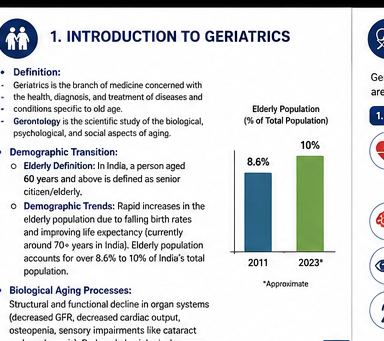 1. INTRODUCTION TO GERIATRICS
• Definition:
- Geriatrics is the branch of medicine concerned with
- the health, diagnosis, and treatment of diseases and
- conditions specific to old age.
- Gerontology is the scientific study of the biological,
psychological, and social aspects of aging.
• Demographic Transition:
○ Elderly Definition: In India, a person aged
60 years and above is defined as senior
citizen/elderly.
○ Demographic Trends: Rapid increases in the
elderly population due to falling birth rates
and improving life expectancy (currently
around 70+ years in India). Elderly population
accounts for over 8.6% to 10% of India's total
population.
• Biological Aging Processes:
Structural and functional decline in organ systems
(decreased GFR, decreased cardiac output,
osteopenia, sensory impairments like cataract
Elderly Population
(% of Total Population)
8.6%
10%
2011
2023*
*Approximate
Ge
are
1.